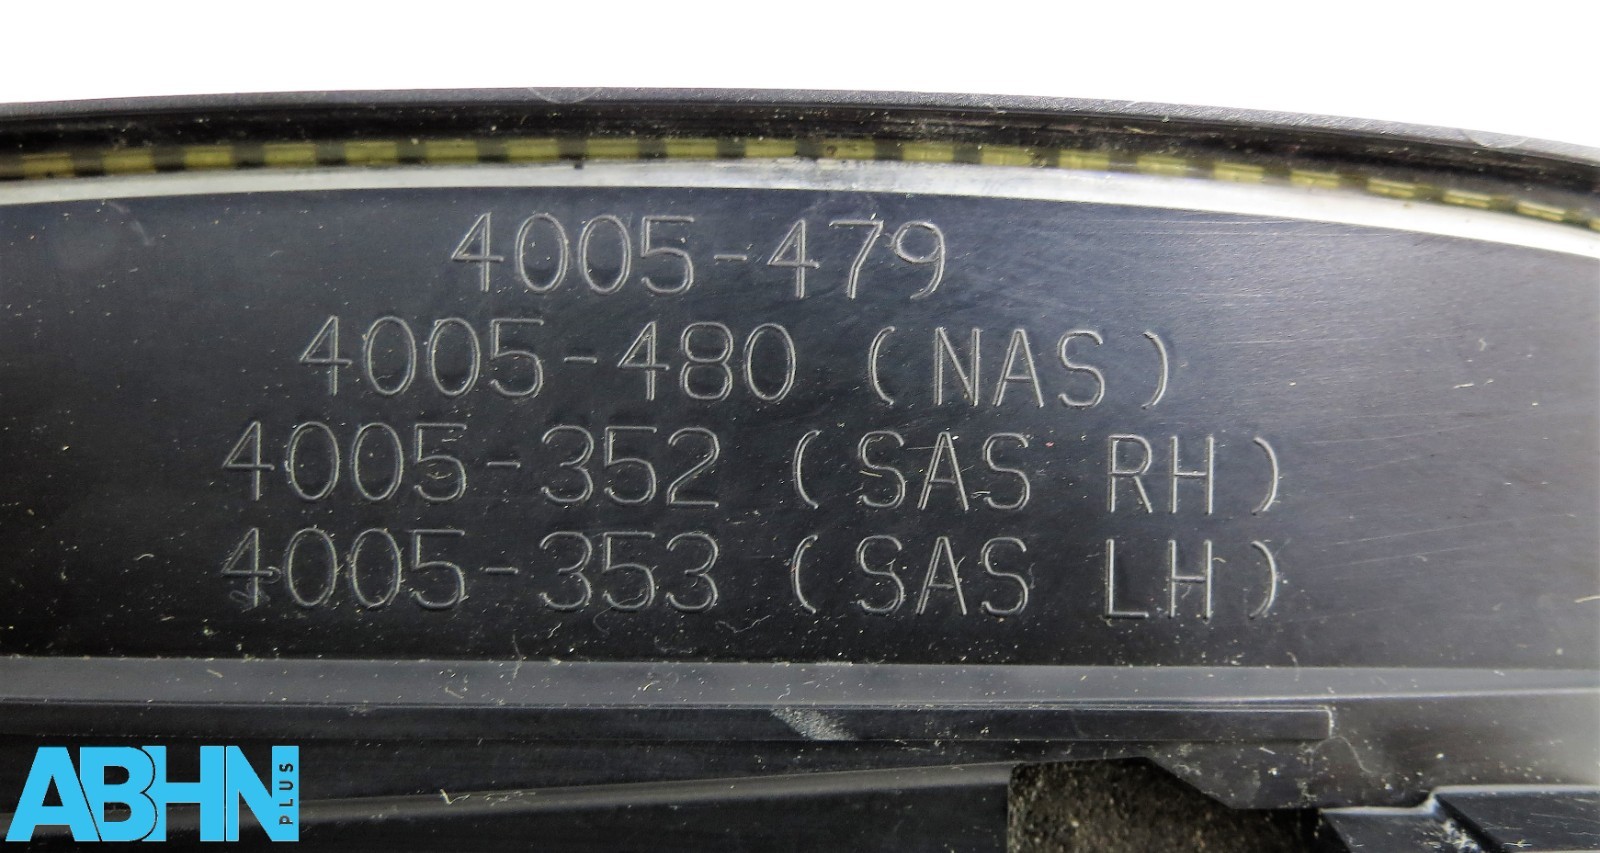 4005-479
4005-480 (NAS)
4005-352 (SAS RH)
4005-353 (SAS LH)
ABHN PLUS